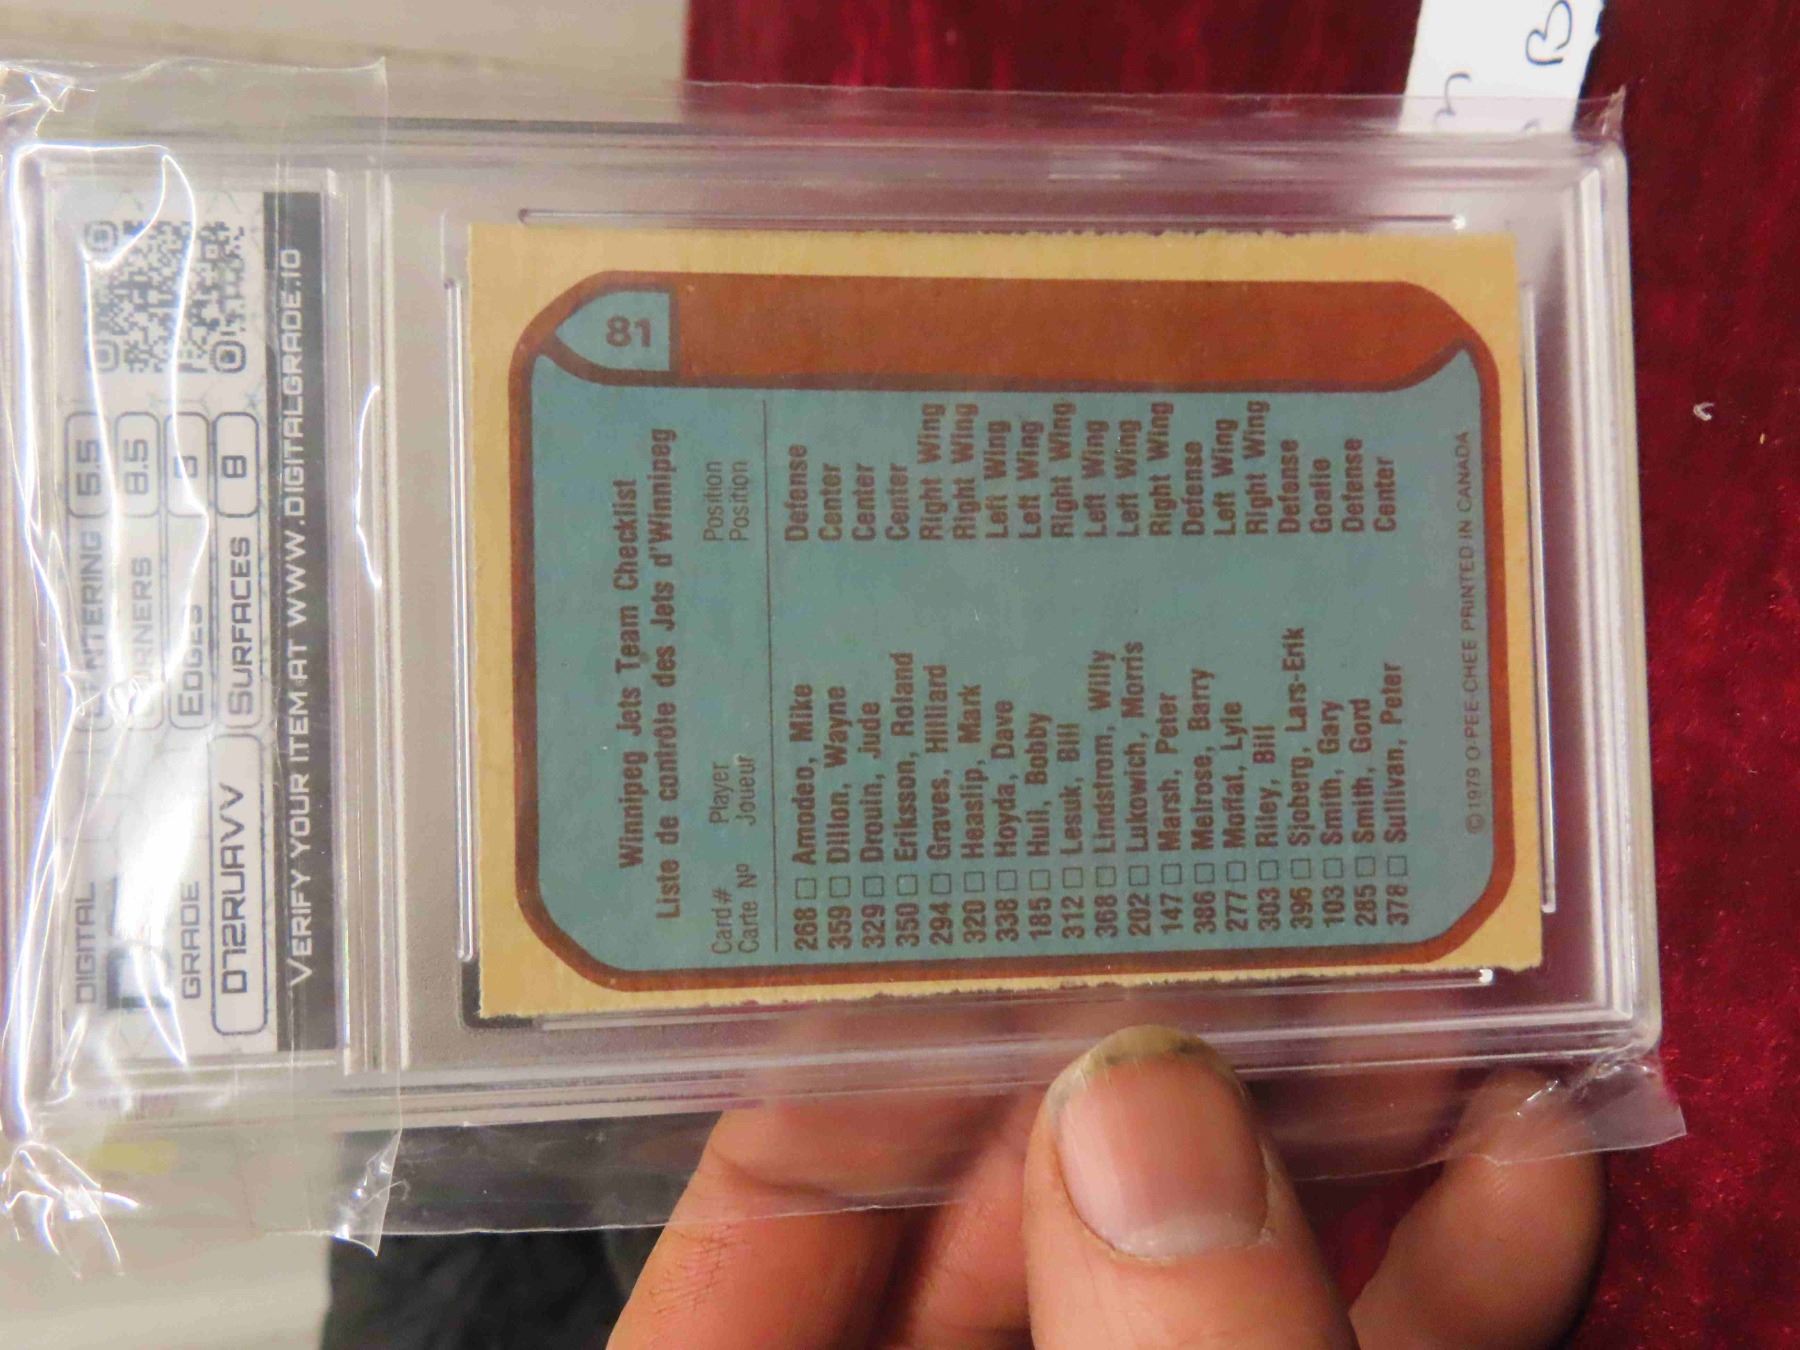 DIGITAL
GRADE
D72RUAVV
NTERING 5.5
RNERS 8.5
EDGES
SURFACES 8
VERIFY YOUR ITEM AT WWW.DIGITALGRADE.IO
81
Winnipeg Jets Team Checklist
Liste de contrôle des Jets d'Winnipeg
Card# Player Position
Carte Nº Joueur Position
268 □ Amodeo, Mike Defense
359 □ Dillon, Wayne Center
329 □ Drouin, Jude Center
350 □ Eriksson, Roland Center
294 □ Graves, Hilliard Right Wing
320 □ Heaslip, Mark Right Wing
338 □ Hoyda, Dave Left Wing
185 □ Hull, Bobby Left Wing
312 □ Lesuk, Bill Right Wing
368 □ Lindstrom, Willy Left Wing
202 □ Lukowich, Morris Left Wing
147 □ Marsh, Peter Right Wing
386 □ Melrose, Barry Defense
277 □ Moffat, Lyle Left Wing
303 □ Riley, Bill Right Wing
396 □ Sjoberg, Lars-Erik Defense
103 □ Smith, Gary Goalie
285 □ Smith, Gord Defense
378 □ Sullivan, Peter Center
©1979 O-PEE-CHEE PRINTED IN CANADA
B